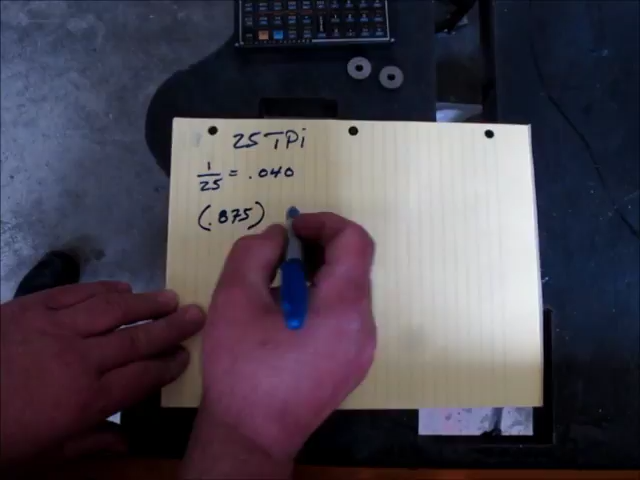 25 TPi
1/25 = .040
(.875)